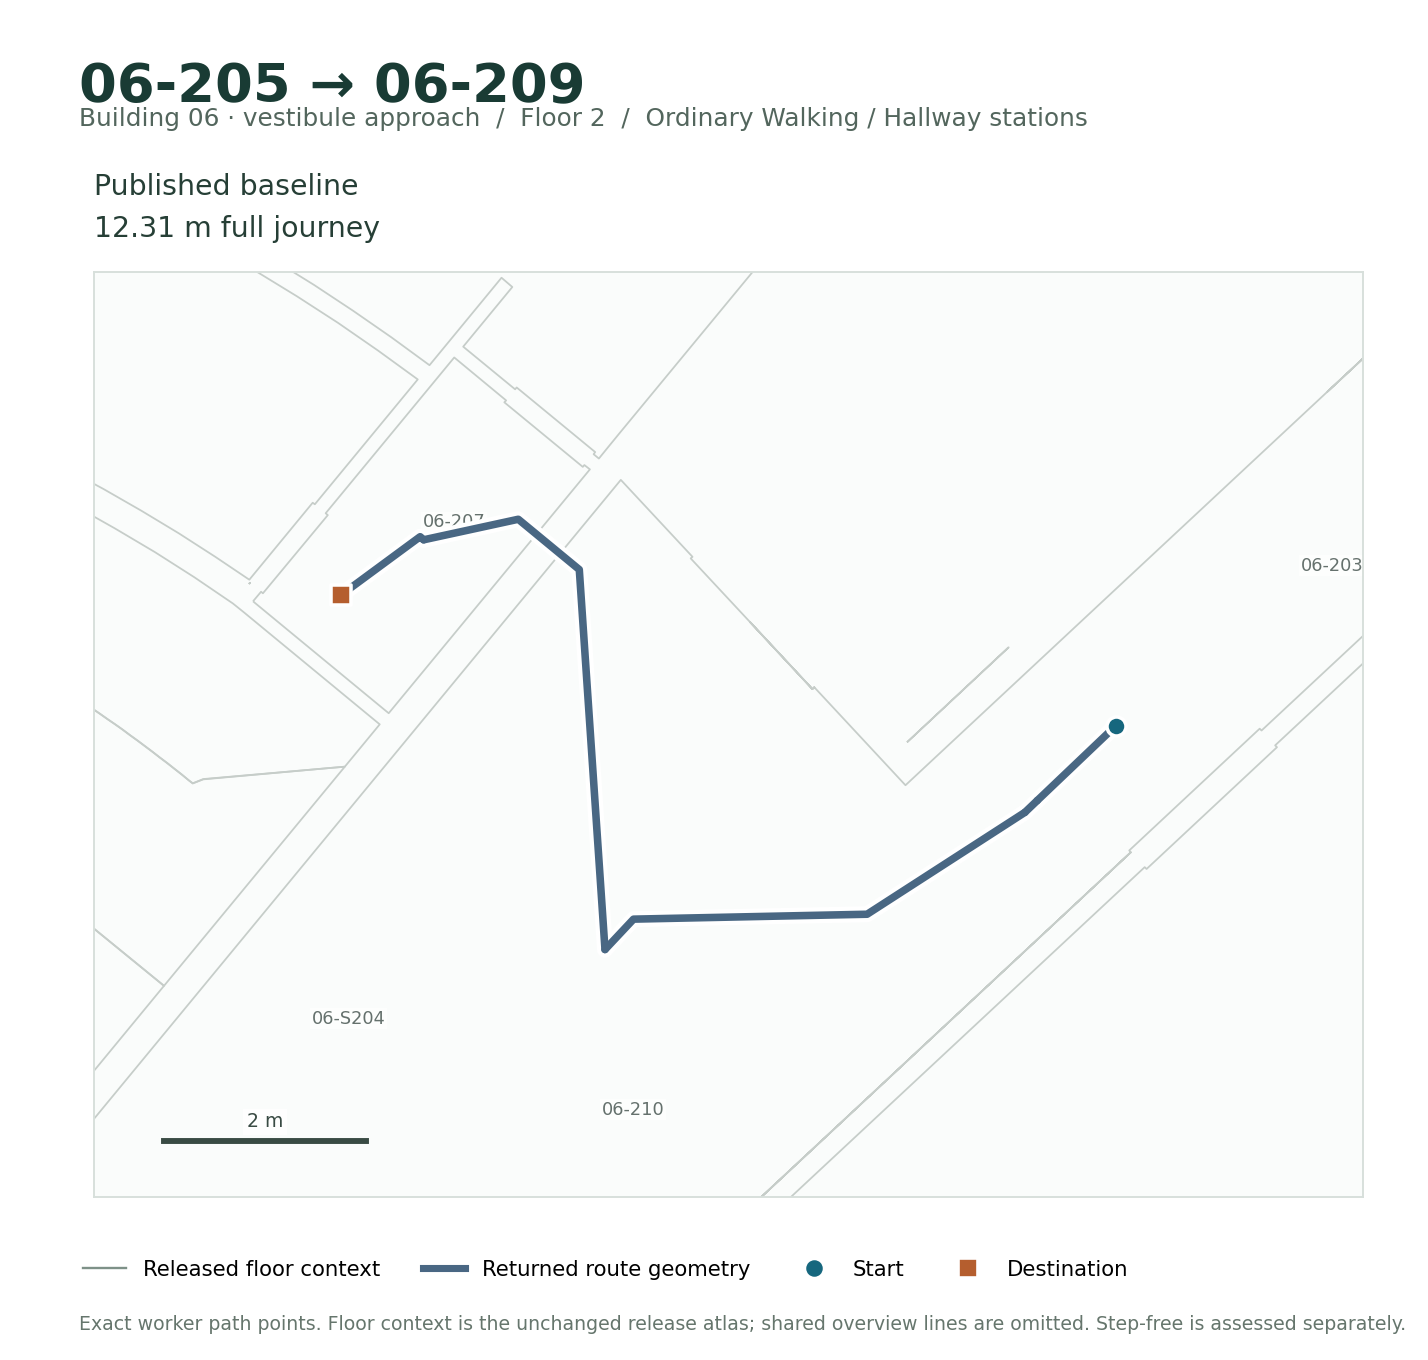 06-205 → 06-209
Building 06 · vestibule approach / Floor 2 / Ordinary Walking / Hallway stations
Published baseline
12.31 m full journey
06-207
06-203
06-S204
06-210
2 m
Released floor context
Returned route geometry
Start
Destination
Exact worker path points. Floor context is the unchanged release atlas; shared overview lines are omitted. Step-free is assessed separately.